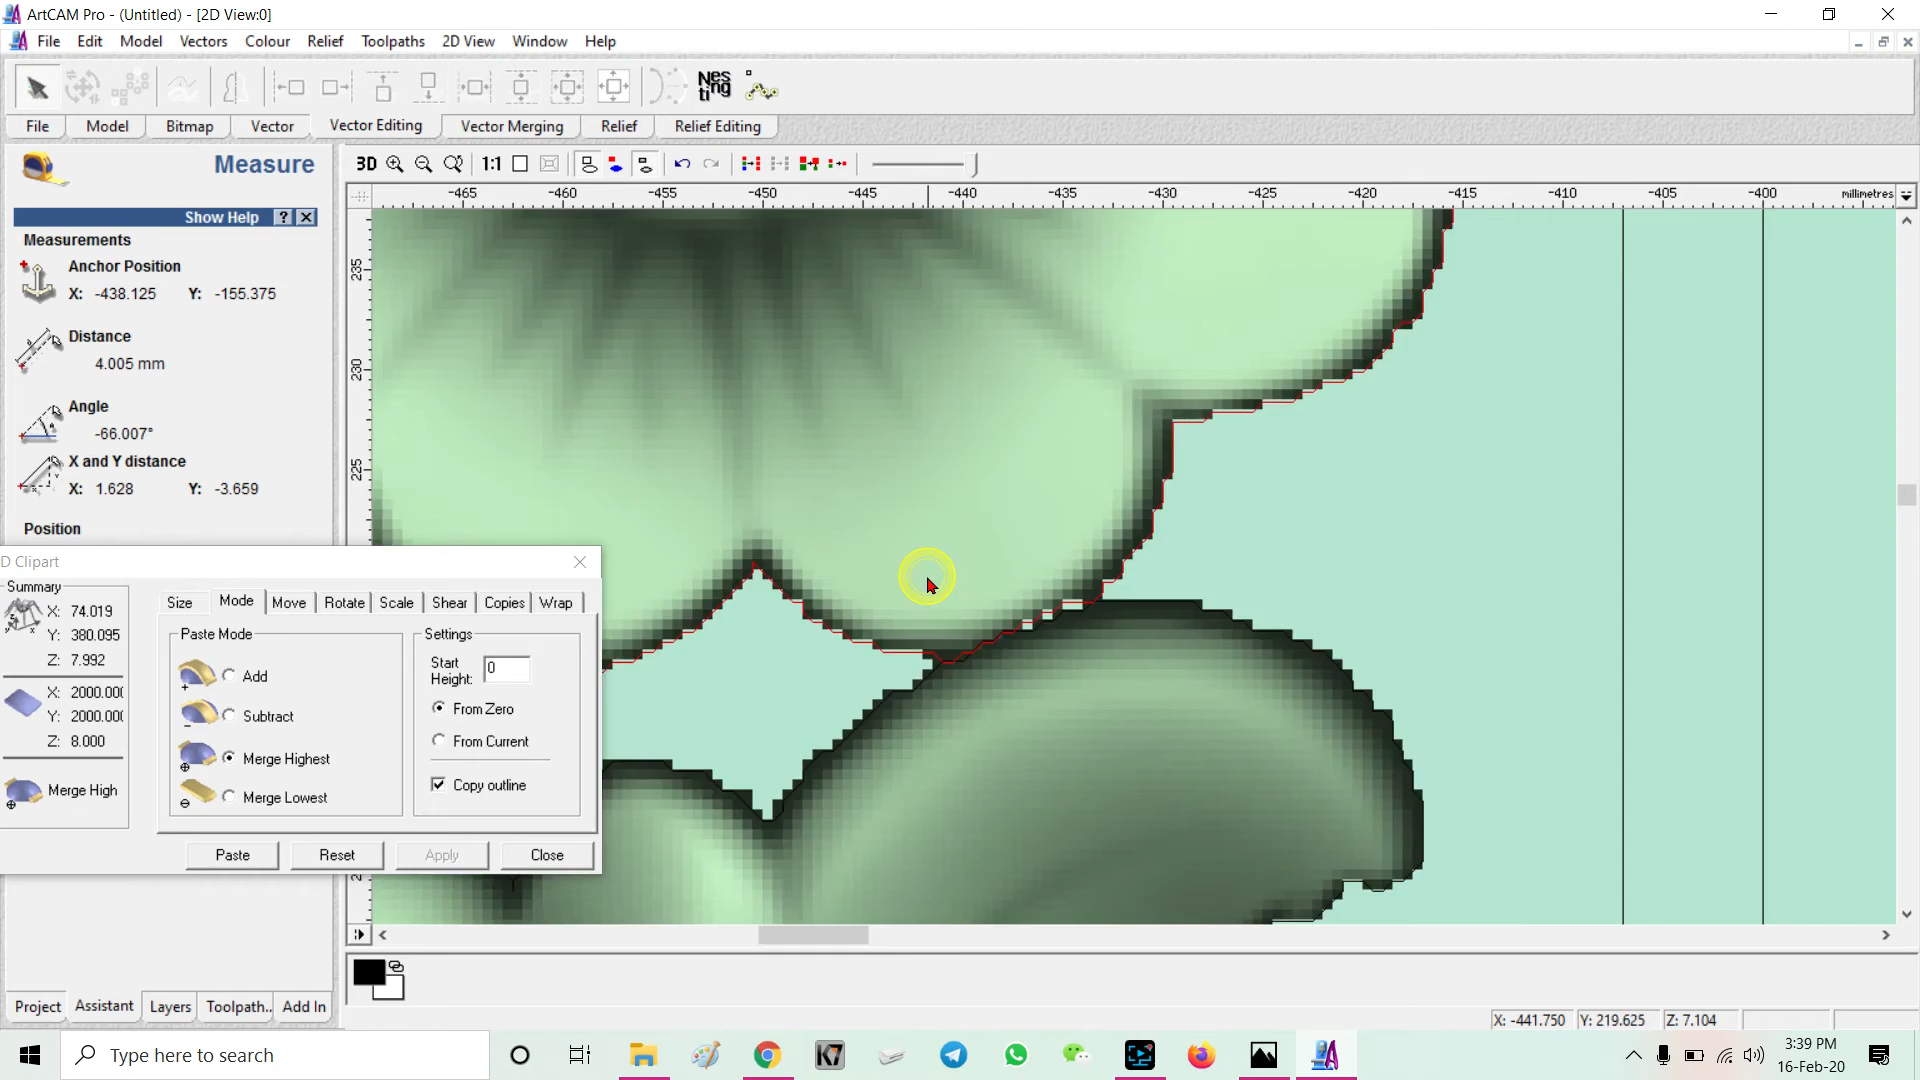 ArtCAM Pro - (Untitled) - [2D View:0]
File Edit Model Vectors Colour Relief Toolpaths 2D View Window Help
Nes
ting
File Model Bitmap Vector Vector Editing Vector Merging Relief Relief Editing
Measure
3D 1:1
Show Help ? X
-465 -460 -455 -450 -445 -440 -435 -430 -425 -420 -415 -410 -405 -400 millimetres
Measurements
Anchor Position
X: -438.125 Y: -155.375
235
Distance
4.005 mm
230
Angle
-66.007°
X and Y distance
225
X: 1.628 Y: -3.659
Position
D Clipart
Summary
X: 74.019
Y: 380.095
Z: 7.992
X: 2000.000
Y: 2000.000
Z: 8.000
Merge High
Size Mode Move Rotate Scale Shear Copies Wrap
Paste Mode
Add
Subtract
Merge Highest
Merge Lowest
Settings
Start
Height: 0
From Zero
From Current
Copy outline
Paste Reset Apply Close
Project Assistant Layers Toolpath.. Add In
X: -441.750 Y: 219.625 Z: 7.104
Type here to search
K7
3:39 PM
16-Feb-20